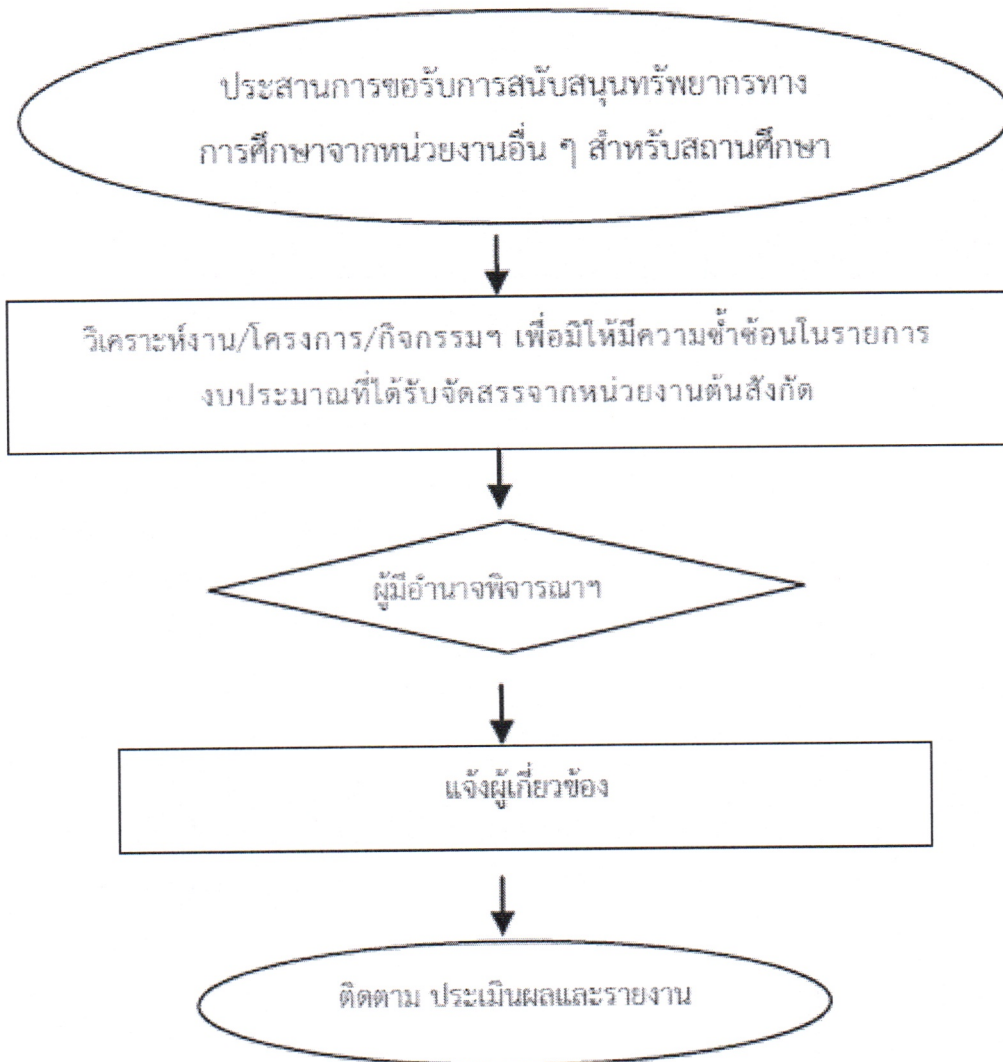 ประสานการขอรับการสนับสนุนทรัพยากรทาง
การศึกษาจากหน่วยงานอื่น ๆ สำหรับสถานศึกษา
วิเคราะห์งาน/โครงการ/กิจกรรมฯ เพื่อมิให้มีความซ้ำซ้อนในรายการ
งบประมาณที่ได้รับจัดสรรจากหน่วยงานต้นสังกัด
ผู้มีอำนาจพิจารณาฯ
แจ้งผู้เกี่ยวข้อง
ติดตาม ประเมินผลและรายงาน